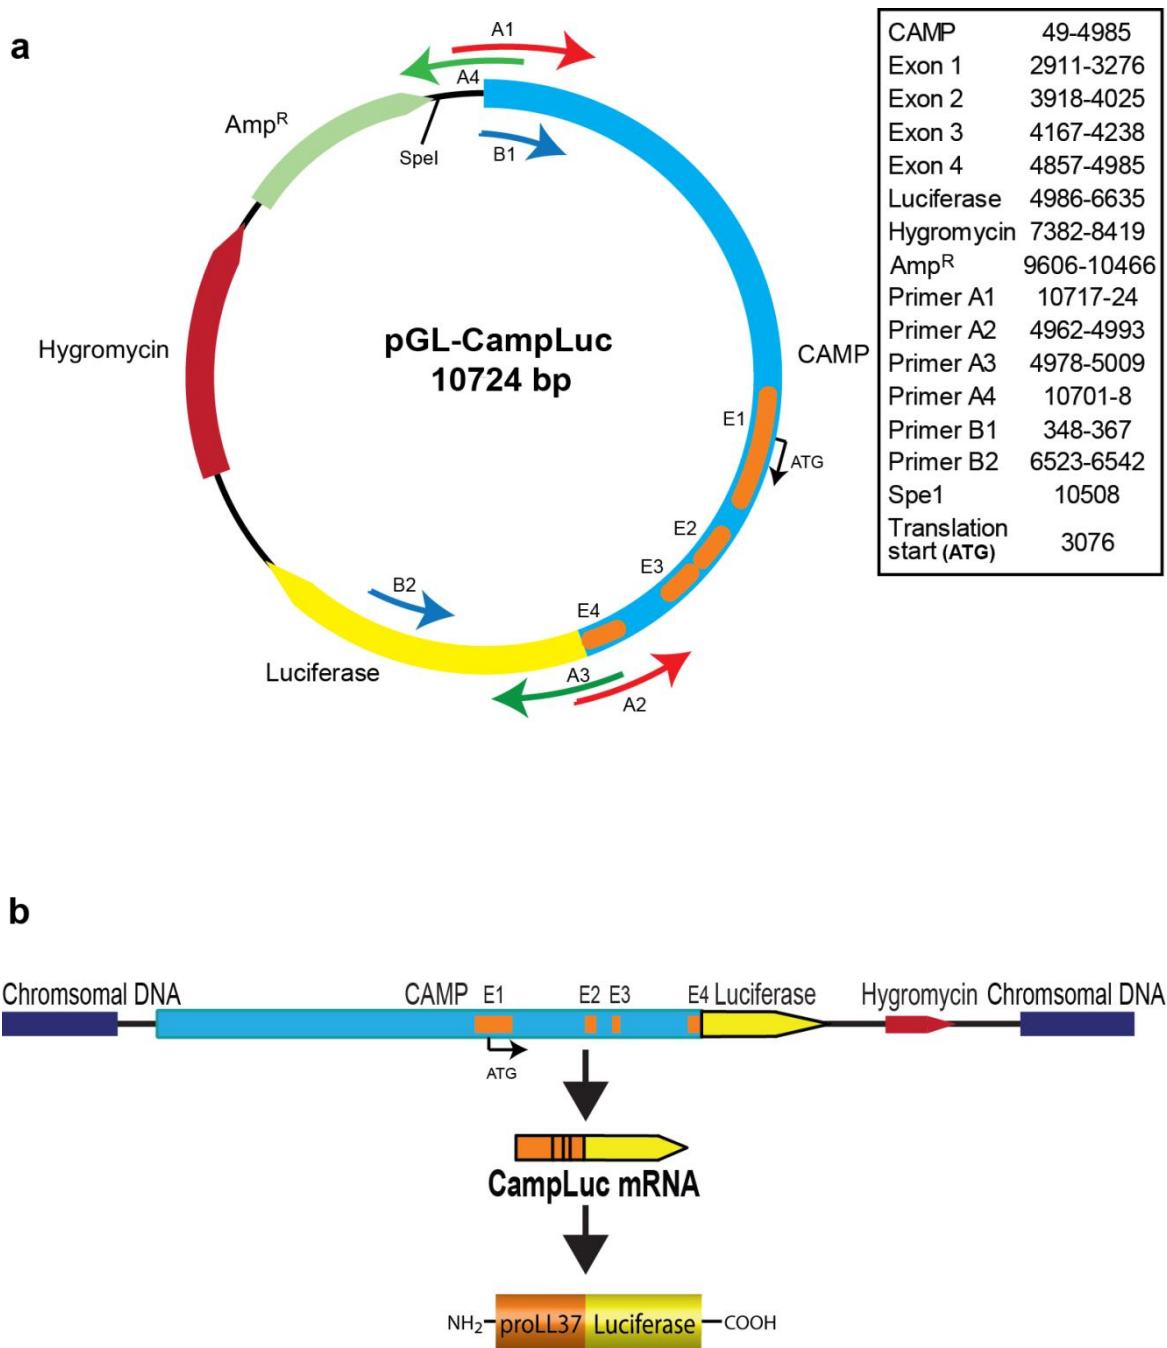 a
A1
A4
Amp^R
SpeI
B1
Hygromycin
pGL-CampLuc
10724 bp
CAMP
E1
ATG
E2
E3
B2
E4
Luciferase
A3
A2
CAMP 49-4985
Exon 1 2911-3276
Exon 2 3918-4025
Exon 3 4167-4238
Exon 4 4857-4985
Luciferase 4986-6635
Hygromycin 7382-8419
Amp^R 9606-10466
Primer A1 10717-24
Primer A2 4962-4993
Primer A3 4978-5009
Primer A4 10701-8
Primer B1 348-367
Primer B2 6523-6542
Spe1 10508
Translation
start (ATG) 3076
b
Chromsomal DNA CAMP E1 E2 E3 E4 Luciferase Hygromycin Chromsomal DNA
ATG
CampLuc mRNA
NH₂ proLL37 Luciferase COOH